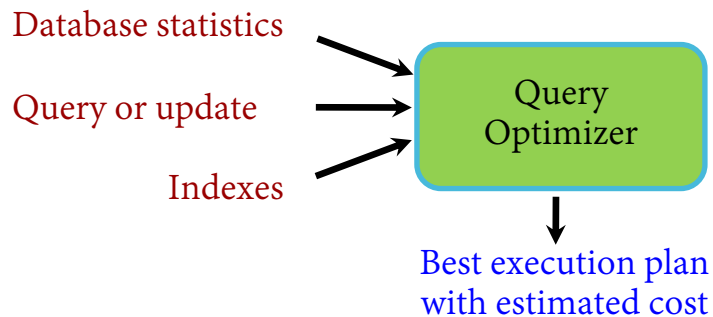 Database statistics
Query or update
Indexes
Query
Optimizer
Best execution plan
with estimated cost